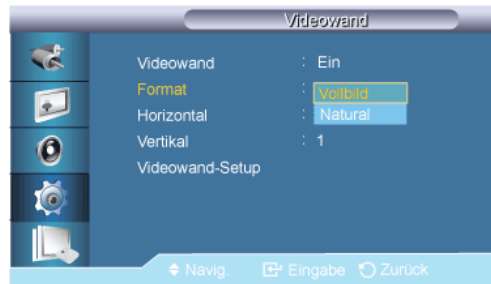 Videowand
Videowand : Ein
Format : Vollbild
Natural
Horizontal :
Vertikal : 1
Videowand-Setup
Navig. Eingabe Zurück